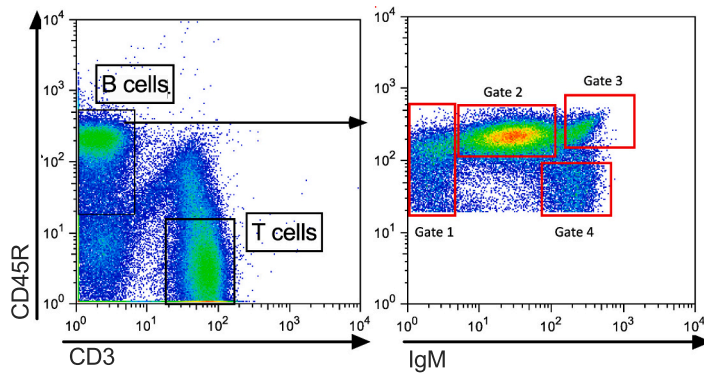 10⁴
10³
10²
10¹
10⁰
10⁰ 10¹ 10² 10³ 10⁴
CD45R
CD3
B cells
T cells
10⁴
10³
10²
10¹
10⁰
10⁰ 10¹ 10² 10³ 10⁴
IgM
Gate 2
Gate 3
Gate 1
Gate 4